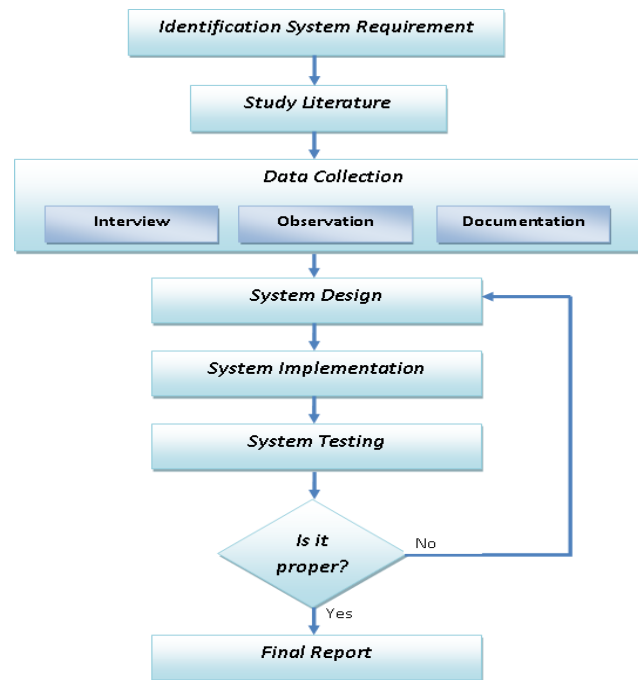 Identification System Requirement
Study Literature
Data Collection
Interview
Observation
Documentation
System Design
System Implementation
System Testing
Is it
proper?
No
Yes
Final Report